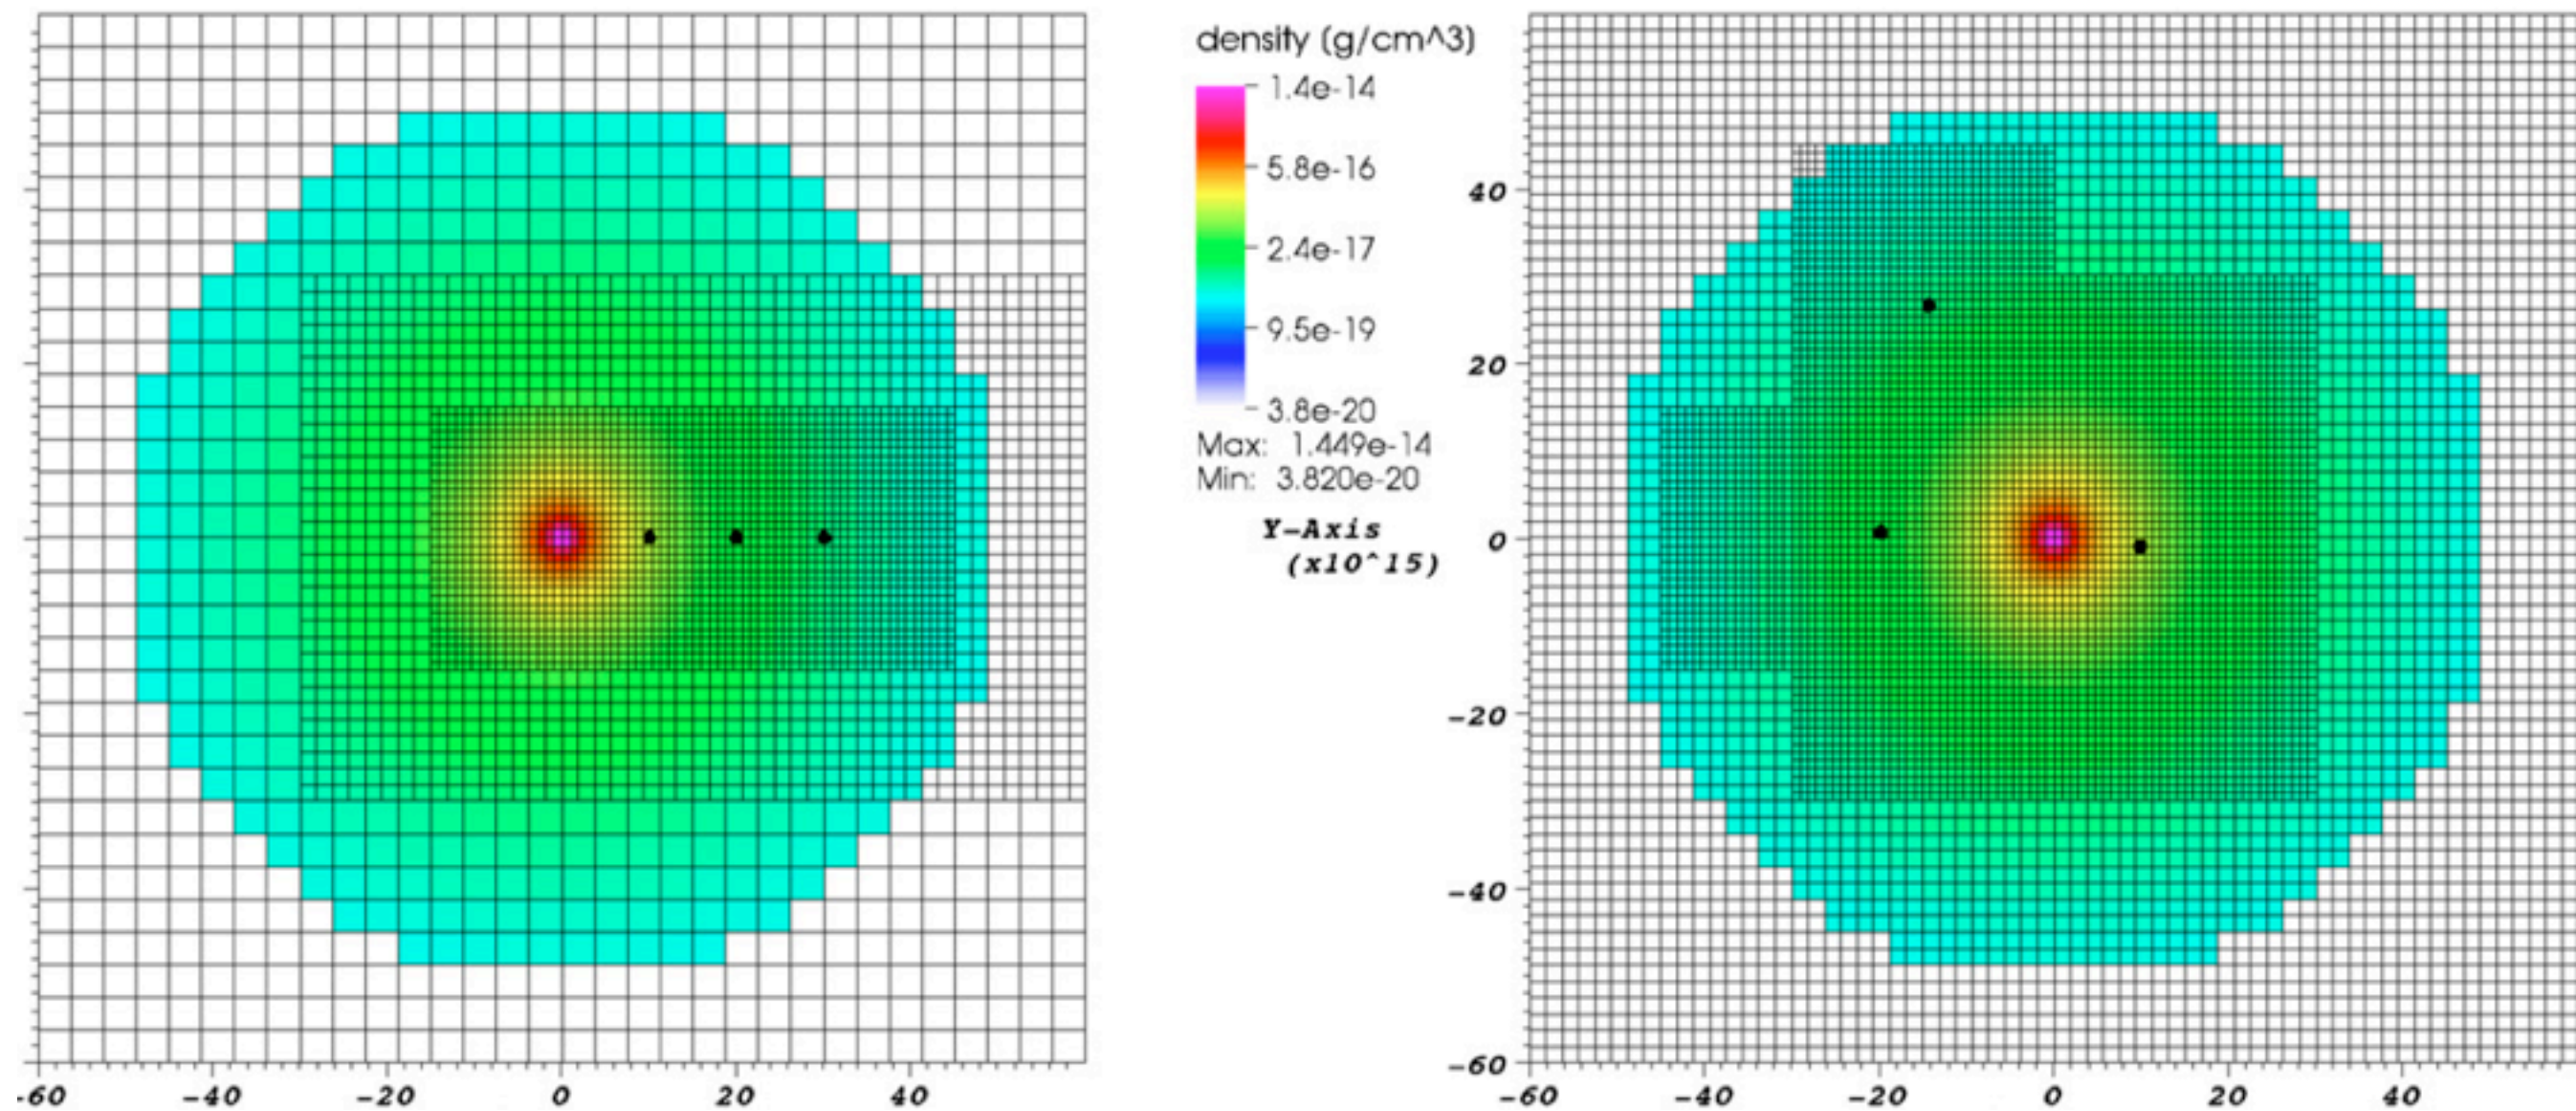 density (g/cm^3)
1.4e-14
5.8e-16
2.4e-17
9.5e-19
3.8e-20
Max: 1.449e-14
Min: 3.820e-20
Y-Axis
(x10^15)
40
20
0
-20
-40
-60
-60 -40 -20 0 20 40
-60 -40 -20 0 20 40